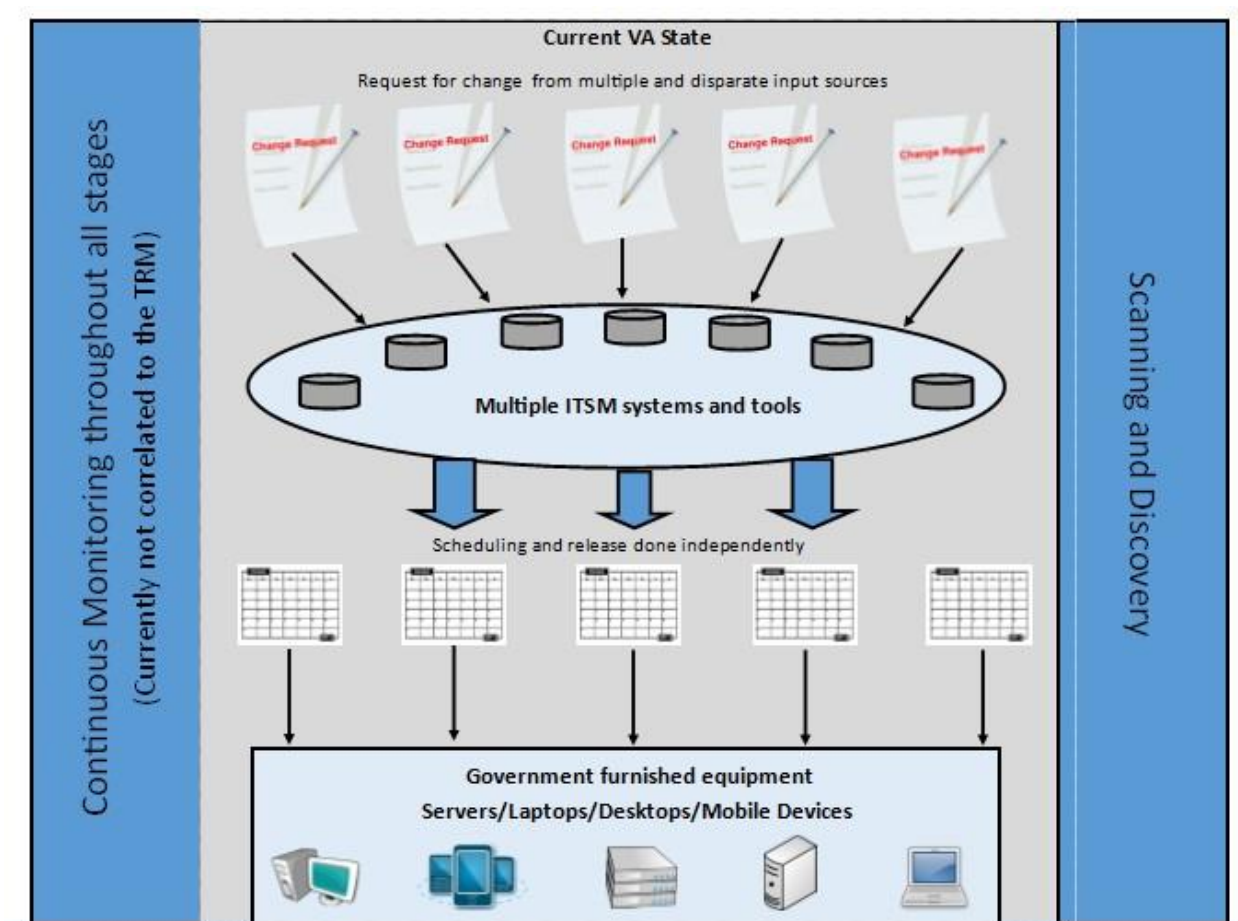 Current VA State
Request for change from multiple and disparate input sources
Change Request
Change Request
Change Request
Change Request
Change Request
Multiple ITSM systems and tools
Scheduling and release done independently
Government furnished equipment
Servers/Laptops/Desktops/Mobile Devices
Continuous Monitoring throughout all stages
(Currently not correlated to the TRM)
Scanning and Discovery